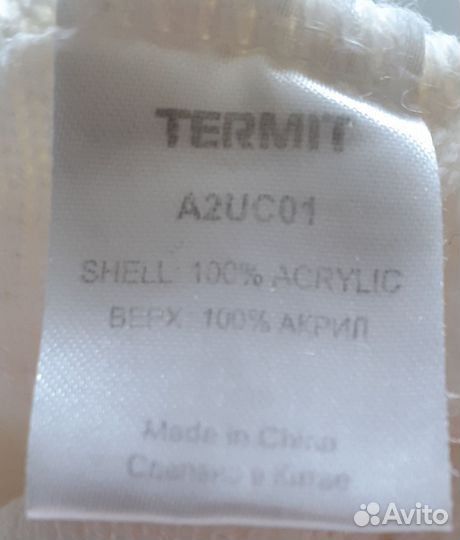 TERMIT
A2UC01
SHELL 100% ACRYLIC
ВЕРХ 100% АКРИЛ
Made in China
Сделано в Китае
Avito